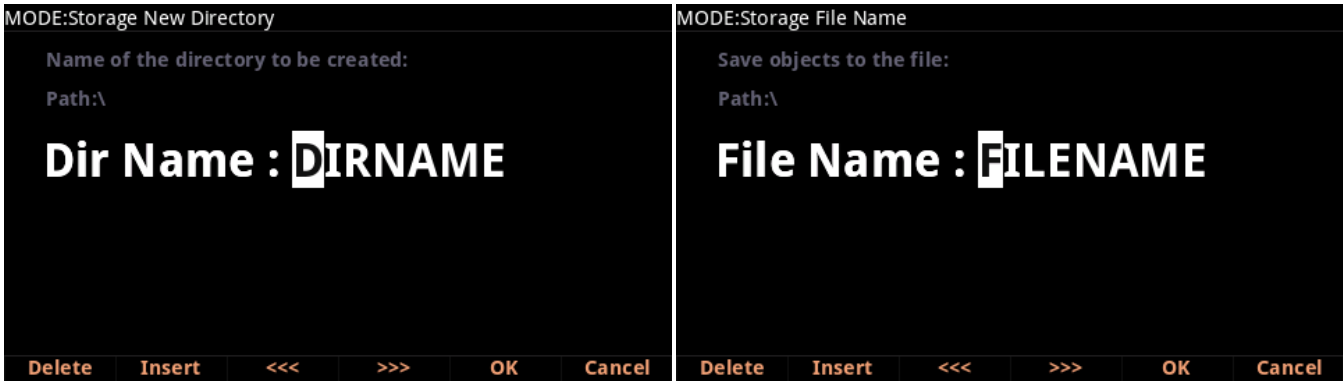 MODE:Storage New Directory
Name of the directory to be created:
Path:\
Dir Name : DIRNAME
Delete Insert <<< >>> OK Cancel
MODE:Storage File Name
Save objects to the file:
Path:\
File Name : FILENAME
Delete Insert <<< >>> OK Cancel